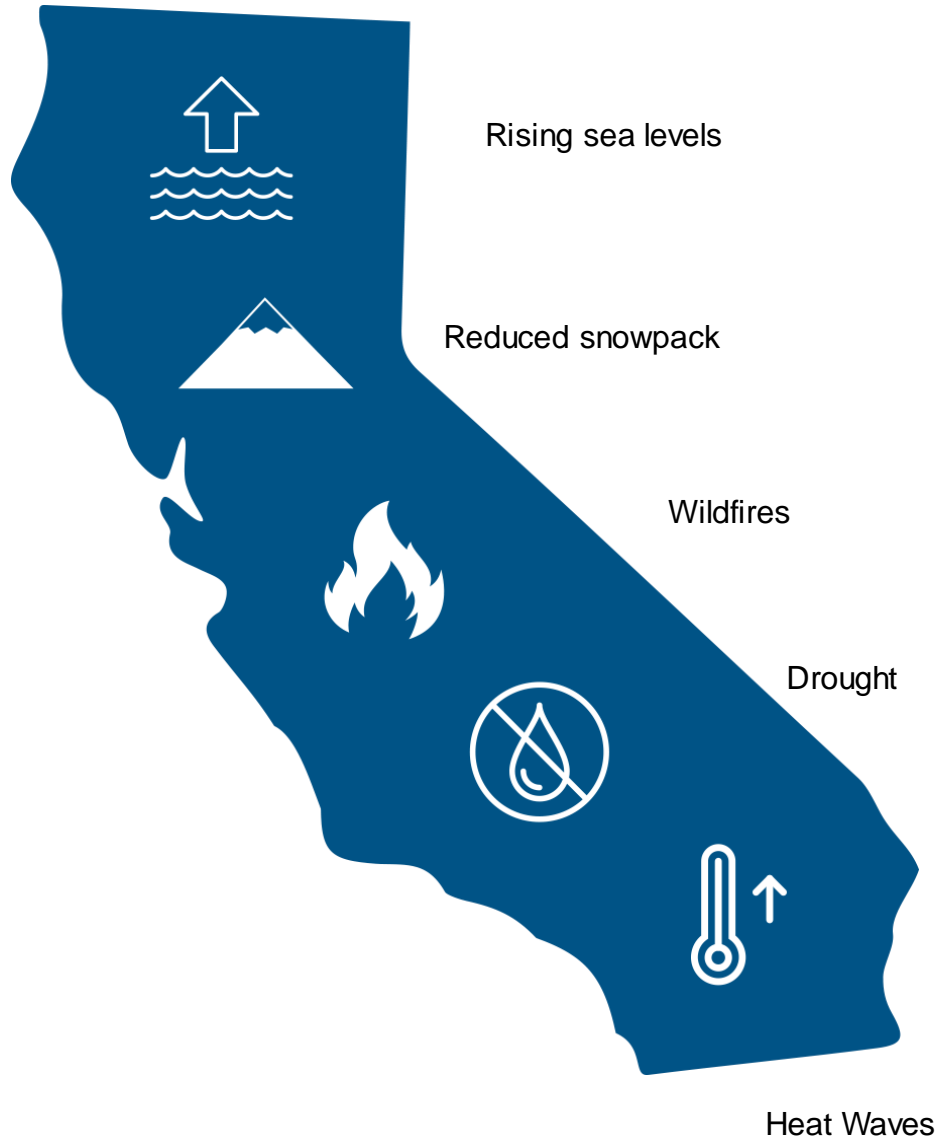 Rising sea levels
Reduced snowpack
Wildfires
Drought
Heat Waves